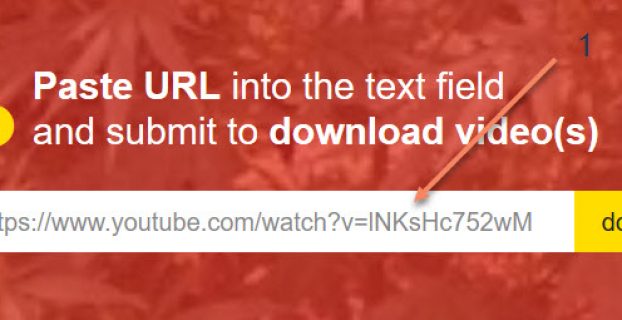 1
Paste URL into the text field
and submit to download video(s)
tps://www.youtube.com/watch?v=lNKsHc752wM
do